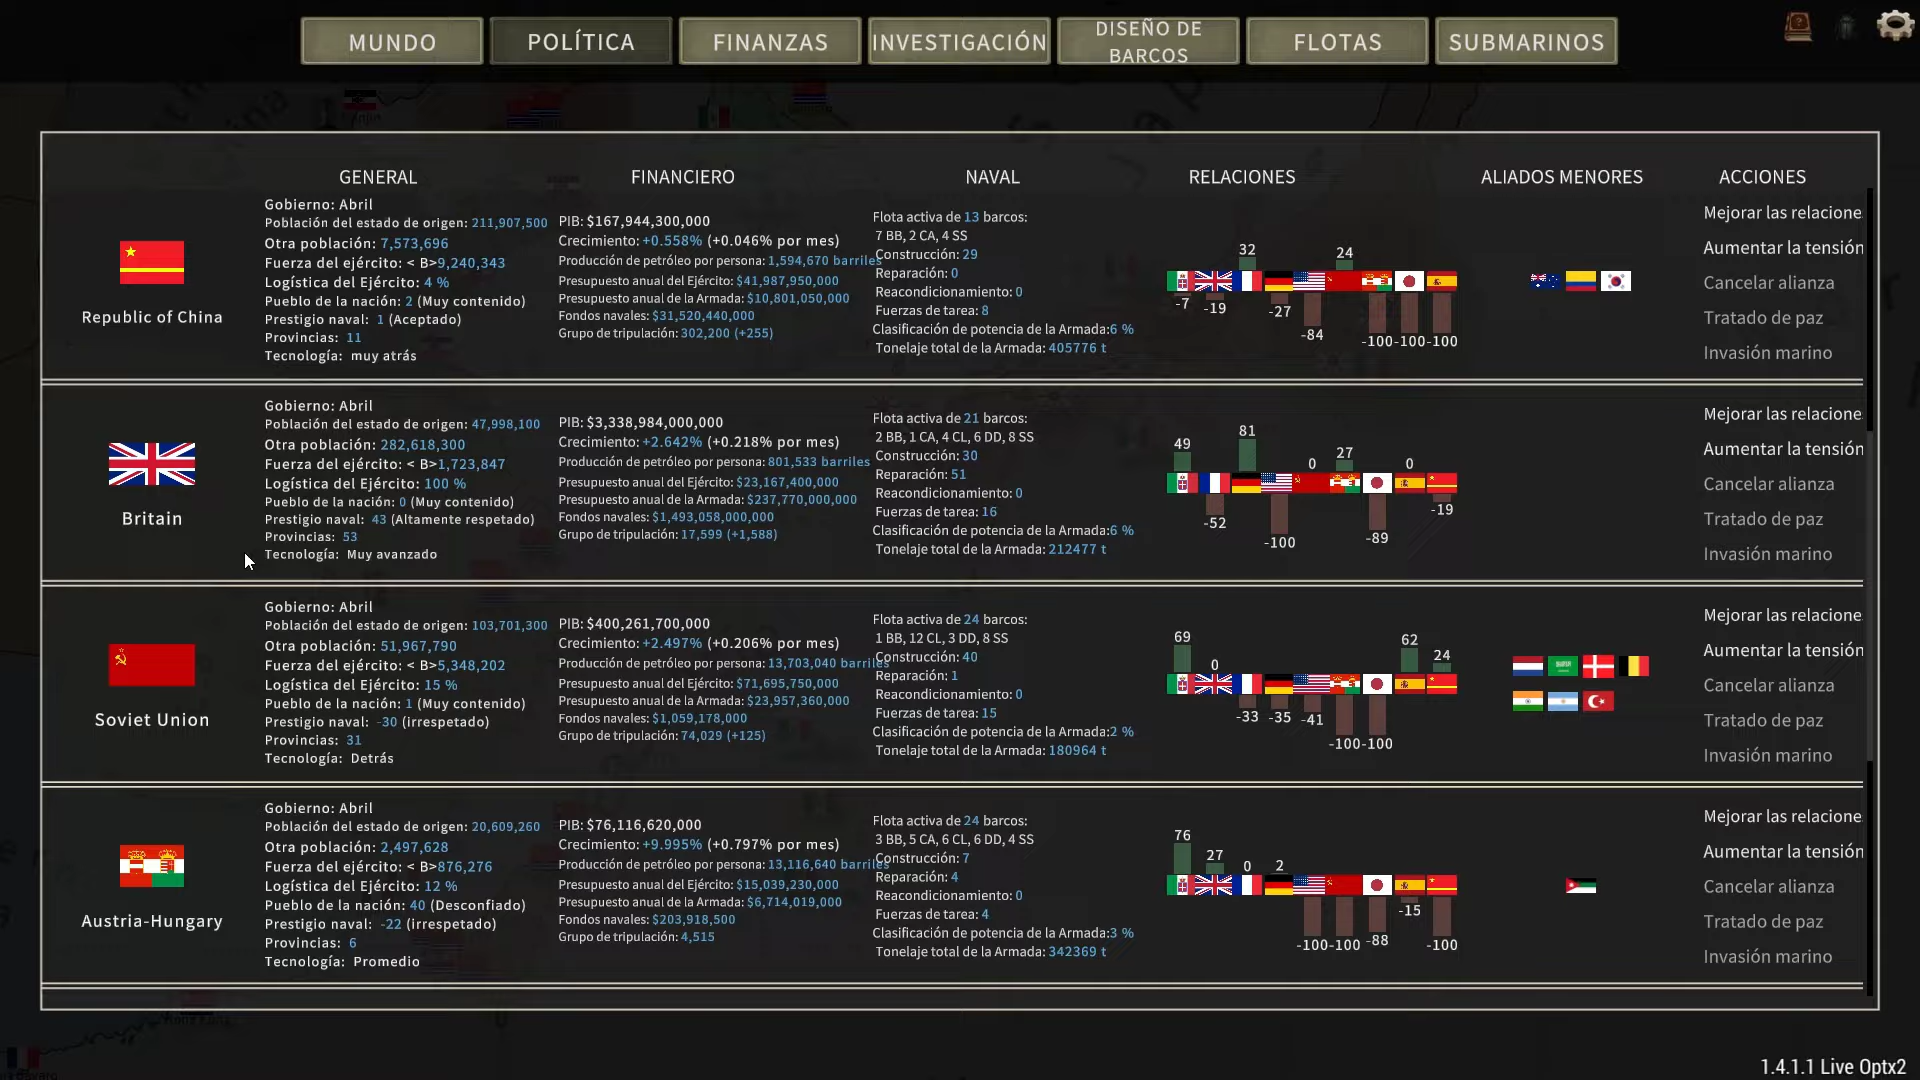 MUNDO
POLÍTICA
FINANZAS
INVESTIGACIÓN
DISEÑO DE
BARCOS
FLOTAS
SUBMARINOS
GENERAL
FINANCIERO
NAVAL
RELACIONES
ALIADOS MENORES
ACCIONES
Republic of China
Gobierno: Abril
Población del estado de origen: 211,907,500
Otra población: 7,573,696
Fuerza del ejército: < B>9,240,343
Logística del Ejército: 4 %
Pueblo de la nación: 2 (Muy contenido)
Prestigio naval: 1 (Aceptado)
Provincias: 11
Tecnología: muy atrás
PIB: $167,944,300,000
Crecimiento: +0.558% (+0.046% por mes)
Producción de petróleo por persona: 1,594,670 barriles
Presupuesto anual del Ejército: $41,987,950,000
Presupuesto anual de la Armada: $10,801,050,000
Fondos navales: $31,520,440,000
Grupo de tripulación: 302,200 (+255)
Flota activa de 13 barcos:
7 BB, 2 CA, 4 SS
Construcción: 29
Reparación: 0
Reacondicionamiento: 0
Fuerzas de tarea: 8
Clasificación de potencia de la Armada:6 %
Tonelaje total de la Armada: 405776 t
32 24
-7 -19 -27 -84 -100 -100 -100
Mejorar las relacione
Aumentar la tensión
Cancelar alianza
Tratado de paz
Invasión marino
Britain
Gobierno: Abril
Población del estado de origen: 47,998,100
Otra población: 282,618,300
Fuerza del ejército: < B>1,723,847
Logística del Ejército: 100 %
Pueblo de la nación: 0 (Muy contenido)
Prestigio naval: 43 (Altamente respetado)
Provincias: 53
Tecnología: Muy avanzado
PIB: $3,338,984,000,000
Crecimiento: +2.642% (+0.218% por mes)
Producción de petróleo por persona: 801,533 barriles
Presupuesto anual del Ejército: $23,167,400,000
Presupuesto anual de la Armada: $237,770,000,000
Fondos navales: $1,493,058,000,000
Grupo de tripulación: 17,599 (+1,588)
Flota activa de 21 barcos:
2 BB, 1 CA, 4 CL, 6 DD, 8 SS
Construcción: 30
Reparación: 51
Reacondicionamiento: 0
Fuerzas de tarea: 16
Clasificación de potencia de la Armada:6 %
Tonelaje total de la Armada: 212477 t
49 81 0 27 0
-52 -100 -89 -19
Mejorar las relacione
Aumentar la tensión
Cancelar alianza
Tratado de paz
Invasión marino
Soviet Union
Gobierno: Abril
Población del estado de origen: 103,701,300
Otra población: 51,967,790
Fuerza del ejército: < B>5,348,202
Logística del Ejército: 15 %
Pueblo de la nación: 1 (Muy contenido)
Prestigio naval: -30 (irrespetado)
Provincias: 31
Tecnología: Detrás
PIB: $400,261,700,000
Crecimiento: +2.497% (+0.206% por mes)
Producción de petróleo por persona: 13,703,040 barriles
Presupuesto anual del Ejército: $71,695,750,000
Presupuesto anual de la Armada: $23,957,360,000
Fondos navales: $1,059,178,000
Grupo de tripulación: 74,029 (+125)
Flota activa de 24 barcos:
1 BB, 12 CL, 3 DD, 8 SS
Construcción: 40
Reparación: 1
Reacondicionamiento: 0
Fuerzas de tarea: 15
Clasificación de potencia de la Armada:2 %
Tonelaje total de la Armada: 180964 t
69 0 62 24
-33 -35 -41 -100 -100
Mejorar las relacione
Aumentar la tensión
Cancelar alianza
Tratado de paz
Invasión marino
Austria-Hungary
Gobierno: Abril
Población del estado de origen: 20,609,260
Otra población: 2,497,628
Fuerza del ejército: < B>876,276
Logística del Ejército: 12 %
Pueblo de la nación: 40 (Desconfiado)
Prestigio naval: -22 (irrespetado)
Provincias: 6
Tecnología: Promedio
PIB: $76,116,620,000
Crecimiento: +9.995% (+0.797% por mes)
Producción de petróleo por persona: 13,116,640 barriles
Presupuesto anual del Ejército: $15,039,230,000
Presupuesto anual de la Armada: $6,714,019,000
Fondos navales: $203,918,500
Grupo de tripulación: 4,515
Flota activa de 24 barcos:
3 BB, 5 CA, 6 CL, 6 DD, 4 SS
Construcción: 7
Reparación: 4
Reacondicionamiento: 0
Fuerzas de tarea: 4
Clasificación de potencia de la Armada:3 %
Tonelaje total de la Armada: 342369 t
76 27 0 2
-100 -100 -88 -15 -100
Mejorar las relacione
Aumentar la tensión
Cancelar alianza
Tratado de paz
Invasión marino
1.4.1.1 Live Optx2